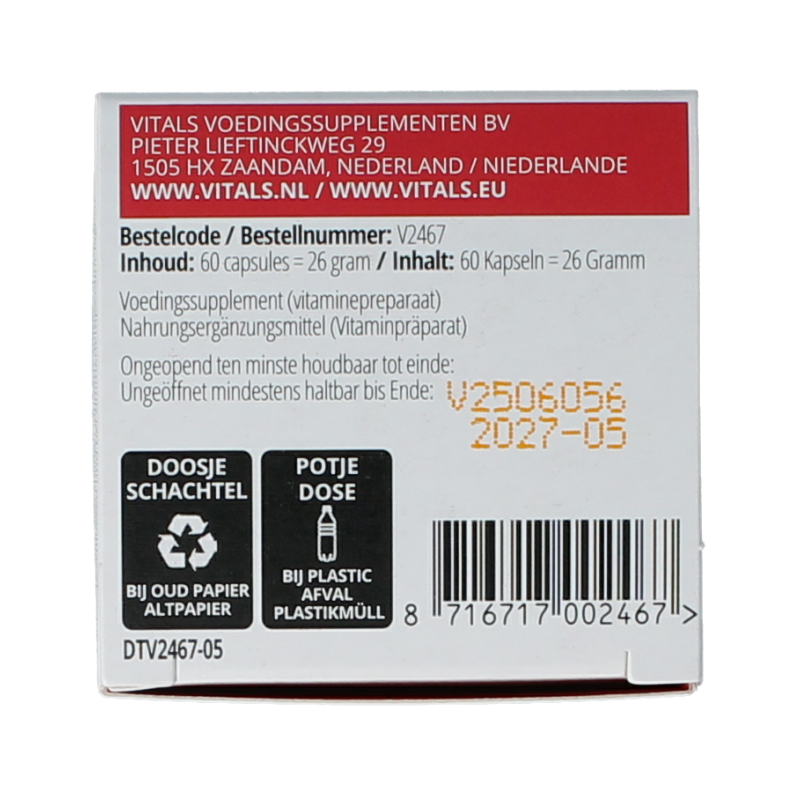 VITALS VOEDINGSSUPPLEMENTEN BV
PIETER LIEFTINCKWEG 29
1505 HX ZAANDAM, NEDERLAND / NIEDERLANDE
WWW.VITALS.NL / WWW.VITALS.EU
Bestelcode / Bestellnummer: V2467
Inhoud: 60 capsules = 26 gram / Inhalt: 60 Kapseln = 26 Gramm
Voedingssupplement (vitaminepreparaat)
Nahrungsergänzungsmittel (Vitaminpräparat)
Ongeopend ten minste houdbaar tot einde:
Ungeöffnet mindestens haltbar bis Ende:
V2506056
2027-05
DOOSJE
SCHACHTEL
BIJ OUD PAPIER
ALTPAPIER
POTJE
DOSE
BIJ PLASTIC
AFVAL
PLASTIKMÜLL
8 716717 002467 >
DTV2467-05